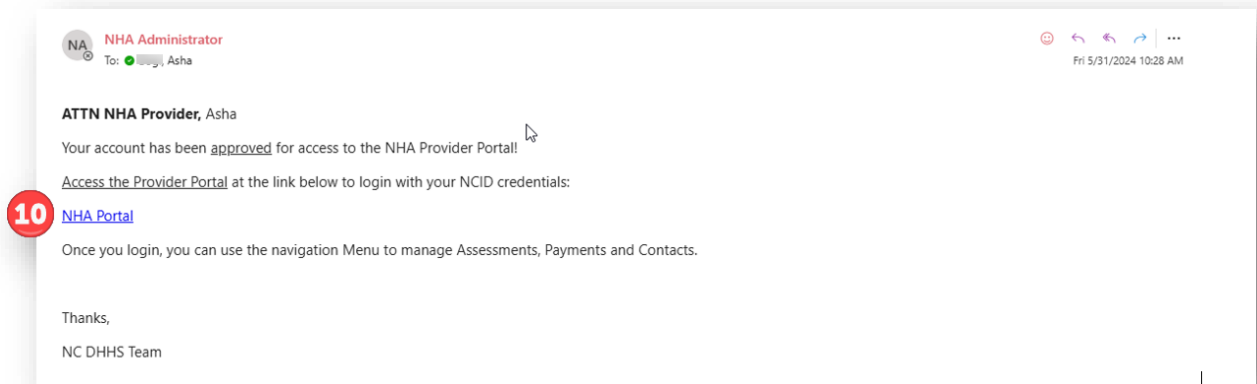 NA
NHA Administrator
To: , Asha
Fri 5/31/2024 10:28 AM
ATTN NHA Provider, Asha
Your account has been approved for access to the NHA Provider Portal!
Access the Provider Portal at the link below to login with your NCID credentials:
10
NHA Portal
Once you login, you can use the navigation Menu to manage Assessments, Payments and Contacts.
Thanks,
NC DHHS Team